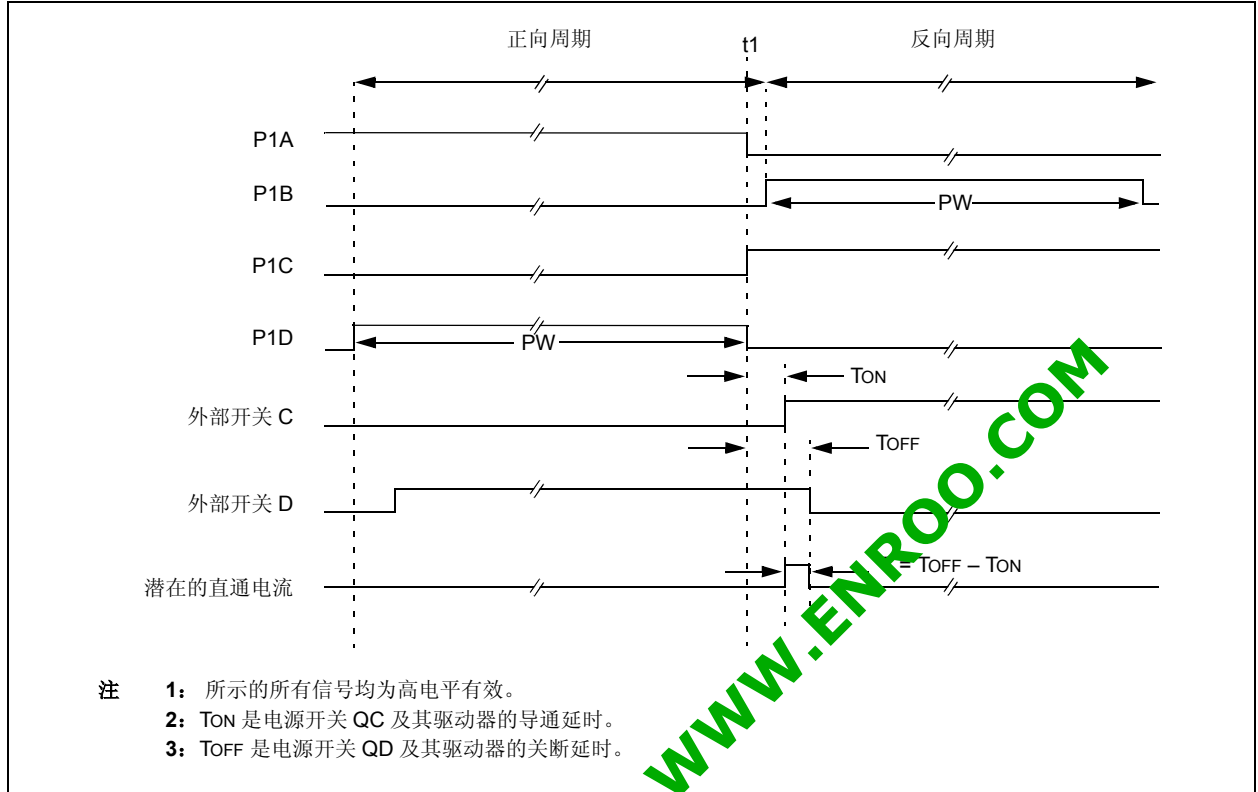 正向周期
t1
反向周期
P1A
P1B
PW
P1C
P1D
PW
TON
外部开关 C
TOFF
外部开关 D
= TOFF – TON
潜在的直通电流
注 1： 所示的所有信号均为高电平有效。
2： TON 是电源开关 QC 及其驱动器的导通延时。
3： TOFF 是电源开关 QD 及其驱动器的关断延时。
WWW.ENROO.COM